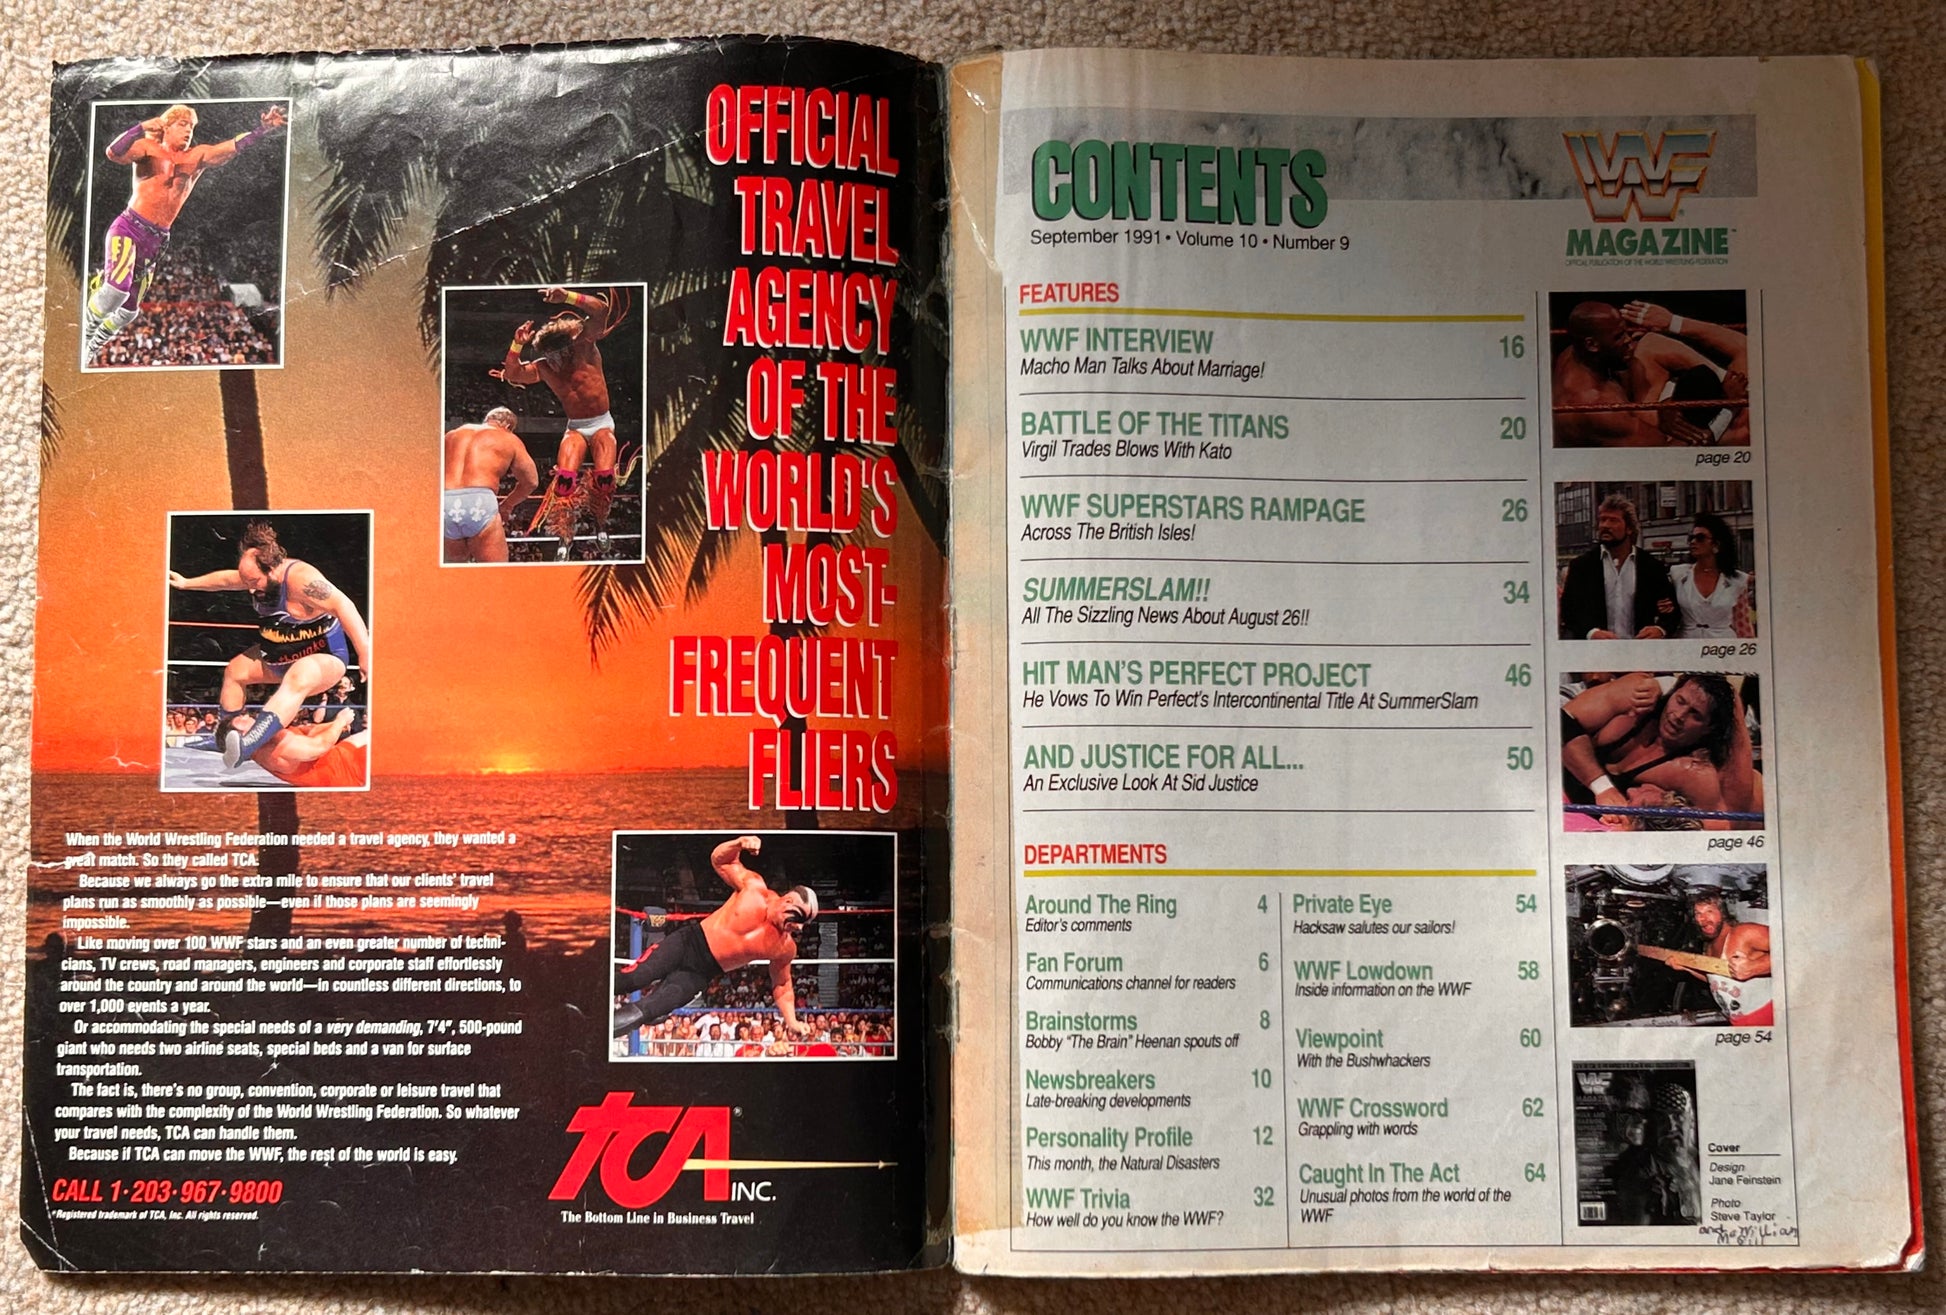 OFFICIAL
TRAVEL
AGENCY
OF THE
WORLD'S
MOST-
FREQUENT
FLIERS
When the World Wrestling Federation needed a travel agency, they wanted a
great match. So they called TCA.
Because we always go the extra mile to ensure that our clients' travel
plans run as smoothly as possible—even if those plans are seemingly
impossible.
Like moving over 100 WWF stars and an even greater number of techni-
cians, TV crews, road managers, engineers and corporate staff effortlessly
around the country and around the world—in countless different directions, to
over 1,000 events a year.
Or accommodating the special needs of a very demanding, 7'4", 500-pound
giant who needs two airline seats, special beds and a van for surface
transportation.
The fact is, there's no group, convention, corporate or leisure travel that
compares with the complexity of the World Wrestling Federation. So whatever
your travel needs, TCA can handle them.
Because if TCA can move the WWF, the rest of the world is easy.
CALL 1·203·967·9800
*Registered trademark of TCA, Inc. All rights reserved.
TCA®
INC.
The Bottom Line in Business Travel
CONTENTS
September 1991 • Volume 10 • Number 9
WWF®
MAGAZINE™
OFFICIAL PUBLICATION OF THE WORLD WRESTLING FEDERATION
FEATURES
WWF INTERVIEW 16
Macho Man Talks About Marriage!
BATTLE OF THE TITANS 20
Virgil Trades Blows With Kato
WWF SUPERSTARS RAMPAGE 26
Across The British Isles!
SUMMERSLAM!! 34
All The Sizzling News About August 26!!
HIT MAN'S PERFECT PROJECT 46
He Vows To Win Perfect's Intercontinental Title At SummerSlam
AND JUSTICE FOR ALL... 50
An Exclusive Look At Sid Justice
DEPARTMENTS
Around The Ring 4
Editor's comments
Fan Forum 6
Communications channel for readers
Brainstorms 8
Bobby "The Brain" Heenan spouts off
Newsbreakers 10
Late-breaking developments
Personality Profile 12
This month, the Natural Disasters
WWF Trivia 32
How well do you know the WWF?
Private Eye 54
Hacksaw salutes our sailors!
WWF Lowdown 58
Inside information on the WWF
Viewpoint 60
With the Bushwhackers
WWF Crossword 62
Grappling with words
Caught In The Act 64
Unusual photos from the world of the
WWF
page 20
page 26
page 46
page 54
Cover
Design
Jane Feinstein
Photo
Steve Taylor